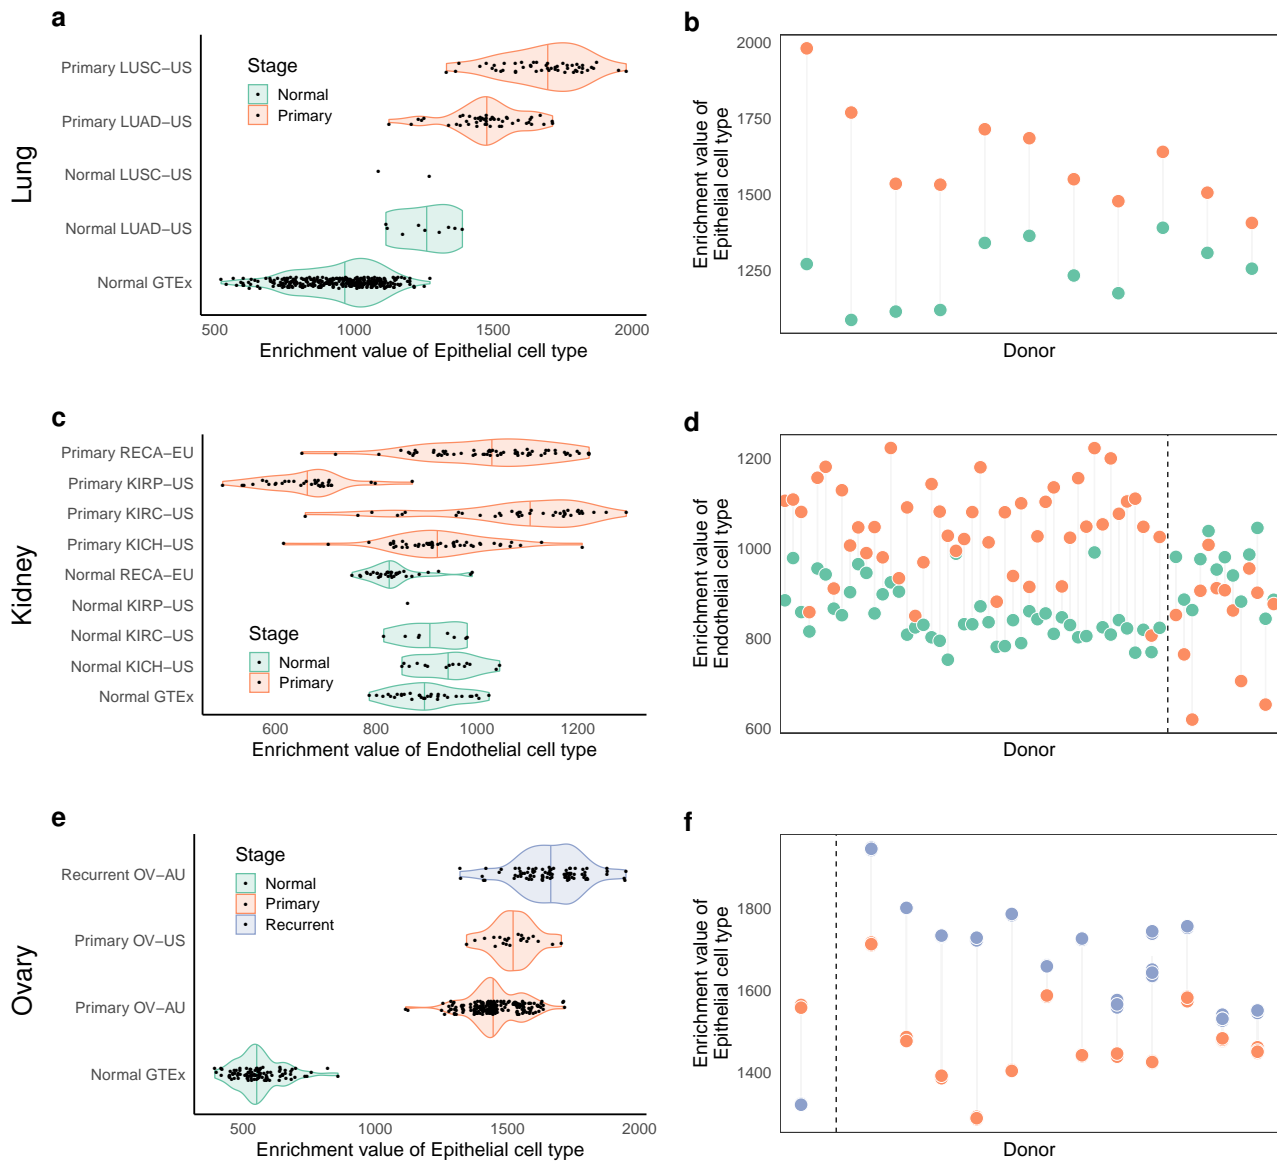 a
Lung
Primary LUSC−US
Primary LUAD−US
Normal LUSC−US
Normal LUAD−US
Normal GTEx
Stage
Normal
Primary
500
1000
1500
2000
Enrichment value of Epithelial cell type
b
Enrichment value of
Epithelial cell type
2000
1750
1500
1250
Donor
c
Kidney
Primary RECA−EU
Primary KIRP−US
Primary KIRC−US
Primary KICH−US
Normal RECA−EU
Normal KIRP−US
Normal KIRC−US
Normal KICH−US
Normal GTEx
Stage
Normal
Primary
600
800
1000
1200
Enrichment value of Endothelial cell type
d
Enrichment value of
Endothelial cell type
1200
1000
800
600
Donor
e
Ovary
Recurrent OV−AU
Primary OV−US
Primary OV−AU
Normal GTEx
Stage
Normal
Primary
Recurrent
500
1000
1500
2000
Enrichment value of Epithelial cell type
f
Enrichment value of
Epithelial cell type
1800
1600
1400
Donor